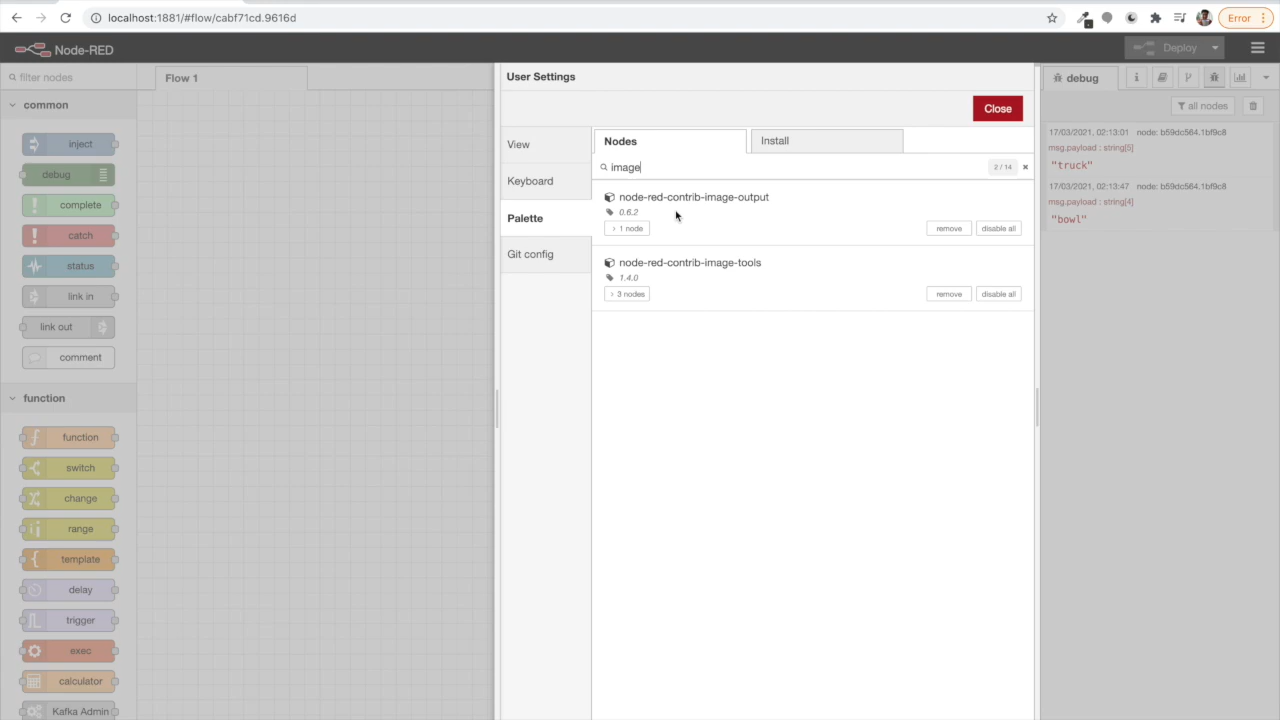 localhost:1881/#flow/cabf71cd.9616d
Error
Node-RED
Deploy
filter nodes
Flow 1
common
inject
debug
complete
catch
status
link in
link out
comment
function
function
switch
change
range
template
delay
trigger
exec
calculator
Kafka Admin
User Settings
Close
View
Keyboard
Palette
Git config
Nodes
Install
image
2 / 14
node-red-contrib-image-output
0.6.2
> 1 node
remove
disable all
node-red-contrib-image-tools
1.4.0
> 3 nodes
remove
disable all
debug
all nodes
17/03/2021, 02:13:01 node: b59dc564.1bf9c8
msg.payload : string[5]
"truck"
17/03/2021, 02:13:47 node: b59dc564.1bf9c8
msg.payload : string[4]
"bowl"